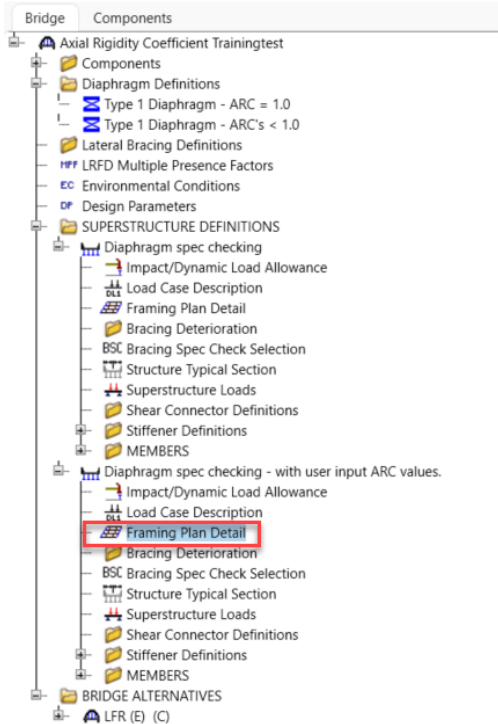 Bridge Components
Axial Rigidity Coefficient Trainingtest
Components
Diaphragm Definitions
Type 1 Diaphragm - ARC = 1.0
Type 1 Diaphragm - ARC's < 1.0
Lateral Bracing Definitions
MPF LRFD Multiple Presence Factors
EC Environmental Conditions
DP Design Parameters
SUPERSTRUCTURE DEFINITIONS
Diaphragm spec checking
Impact/Dynamic Load Allowance
DL1 Load Case Description
Framing Plan Detail
Bracing Deterioration
BSC Bracing Spec Check Selection
Structure Typical Section
Superstructure Loads
Shear Connector Definitions
Stiffener Definitions
MEMBERS
Diaphragm spec checking - with user input ARC values.
Impact/Dynamic Load Allowance
DL1 Load Case Description
Framing Plan Detail
Bracing Deterioration
BSC Bracing Spec Check Selection
Structure Typical Section
Superstructure Loads
Shear Connector Definitions
Stiffener Definitions
MEMBERS
BRIDGE ALTERNATIVES
LFR (E) (C)